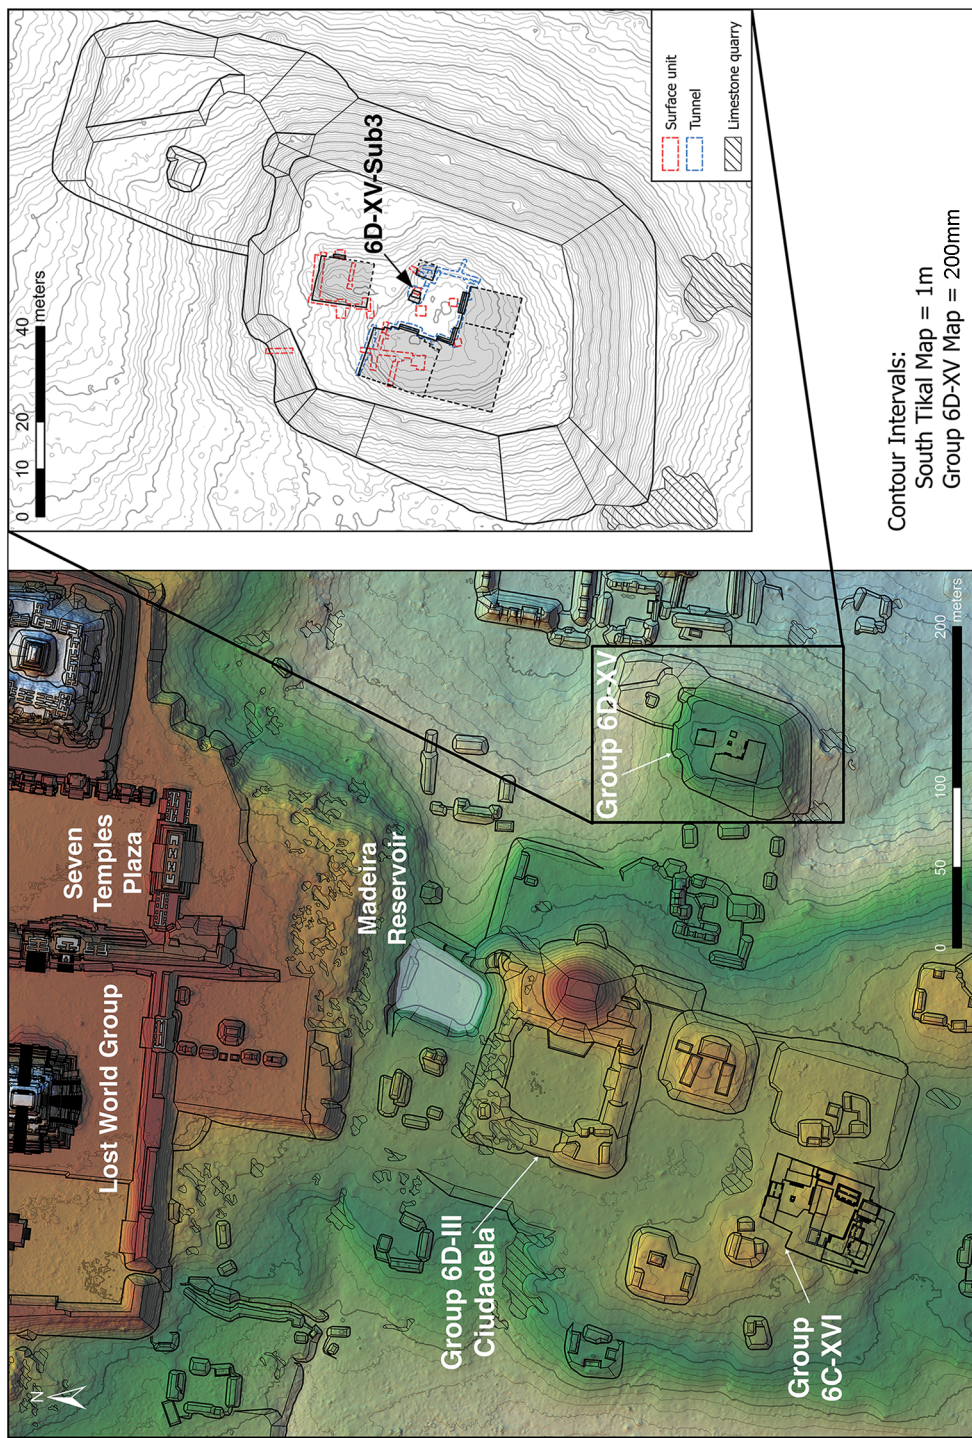 N
Lost World Group
Seven
Temples
Plaza
Madeira
Reservoir
Group 6D-III
Ciudadela
Group
6C-XVI
Group 6D-XV
0 50 100 200
meters
0 10 20 40
meters
6D-XV-Sub3
Surface unit
Tunnel
Limestone quarry
Contour Intervals:
South Tikal Map = 1m
Group 6D-XV Map = 200mm